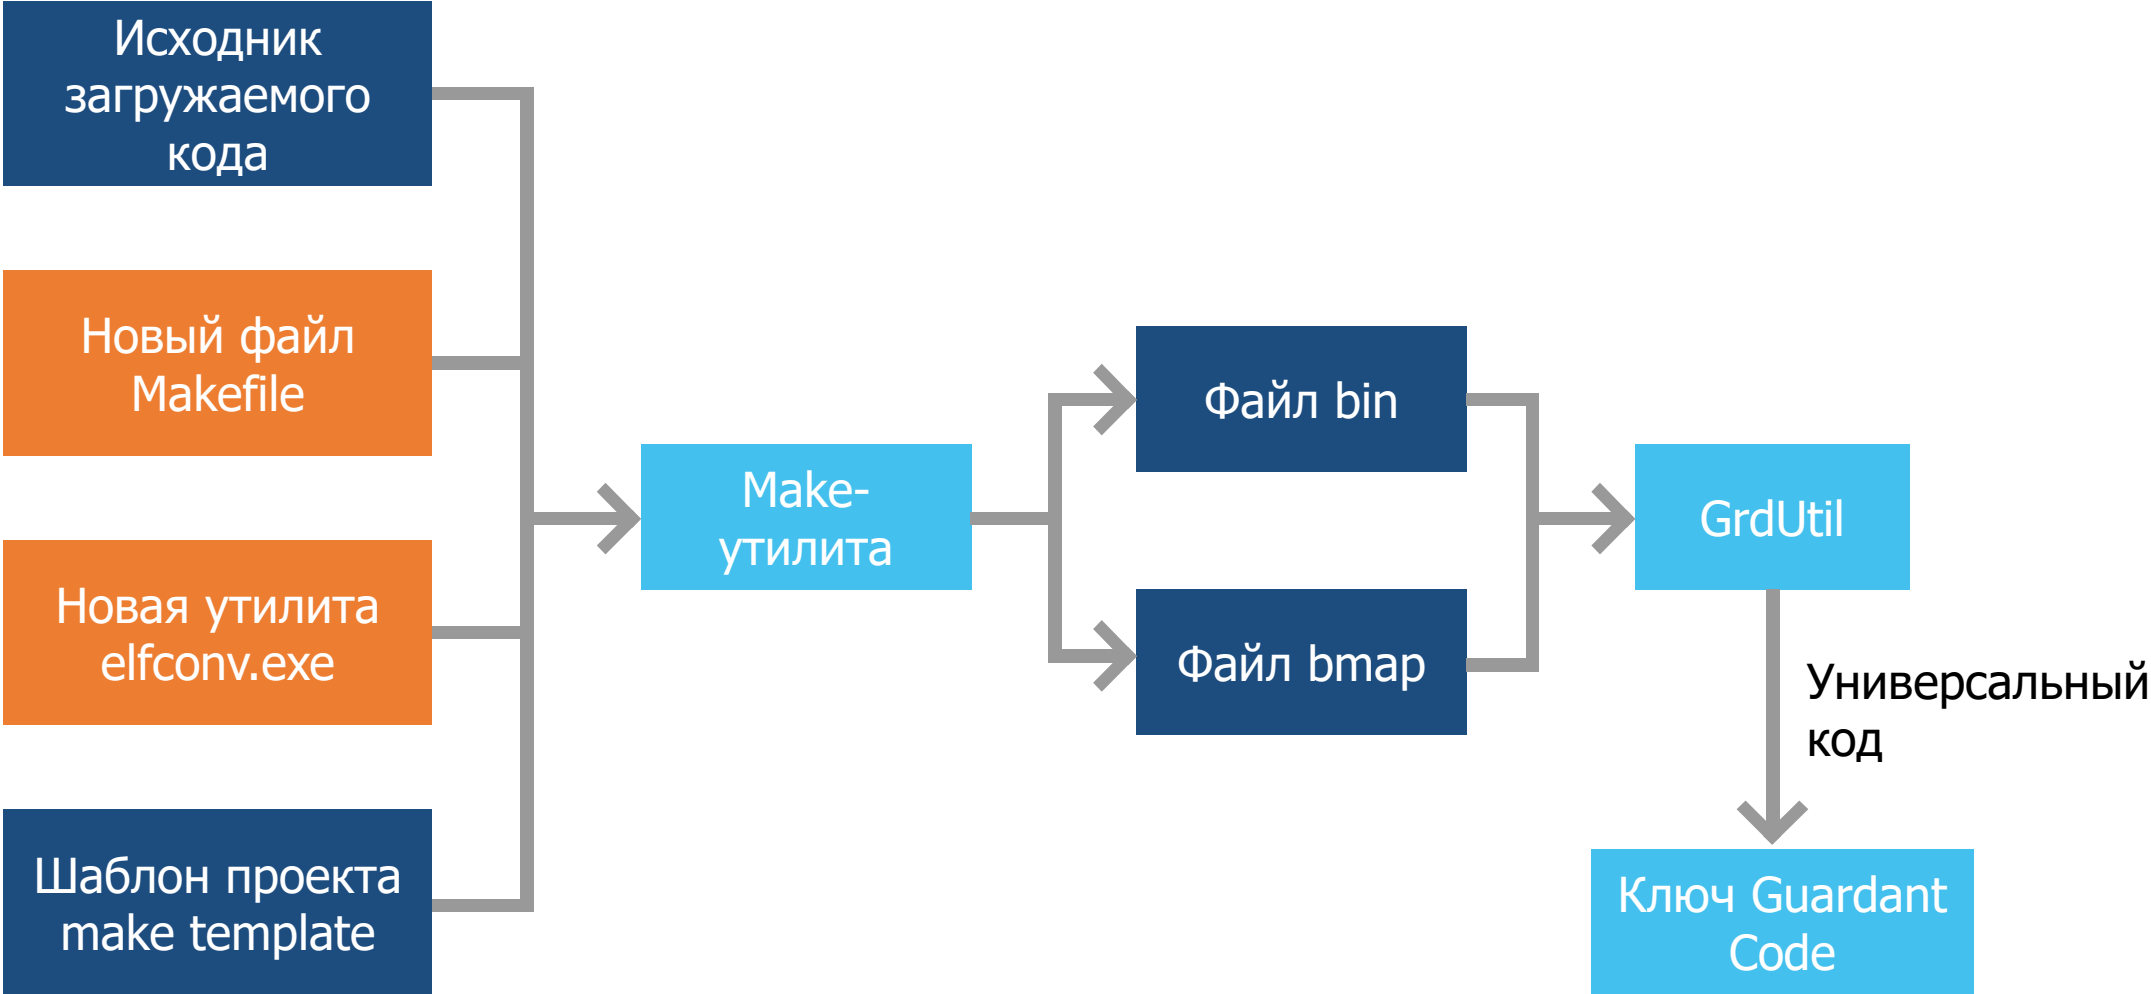 Исходник
загружаемого
кода
Новый файл
Makefile
Новая утилита
elfconv.exe
Шаблон проекта
make template
Make-
утилита
Файл bin
Файл bmap
GrdUtil
Универсальный
код
Ключ Guardant
Code